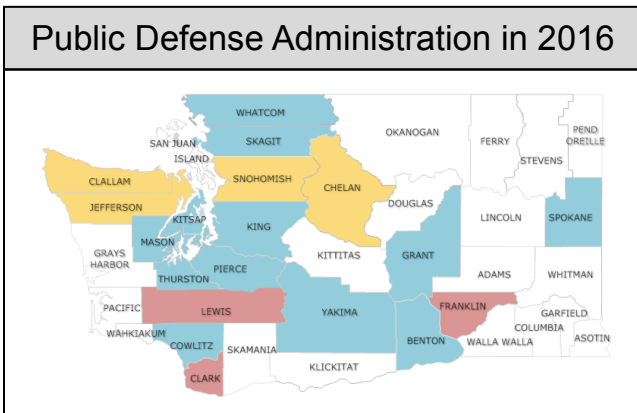 Public Defense Administration in 2016
WHATCOM
SAN JUAN
SKAGIT
ISLAND
OKANOGAN
FERRY
STEVENS
PEND
OREILLE
CLALLAM
SNOHOMISH
CHELAN
JEFFERSON
DOUGLAS
KITSAP
KING
LINCOLN
SPOKANE
MASON
GRAYS
HARBOR
KITTITAS
GRANT
PIERCE
THURSTON
ADAMS
WHITMAN
PACIFIC
LEWIS
YAKIMA
FRANKLIN
GARFIELD
WAHKIAKUM
COLUMBIA
COWLITZ
SKAMANIA
BENTON
WALLA WALLA
ASOTIN
KLICKITAT
CLARK